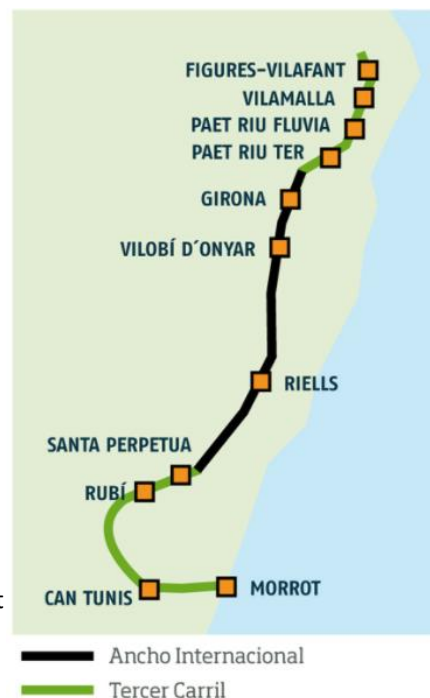 FIGURES-VILAFANT
VILAMALLA
PAET RIU FLUVIA
PAET RIU TER
GIRONA
VILOBÍ D´ONYAR
RIELLS
SANTA PERPETUA
RUBÍ
CAN TUNIS
MORROT
Ancho Internacional
Tercer Carril